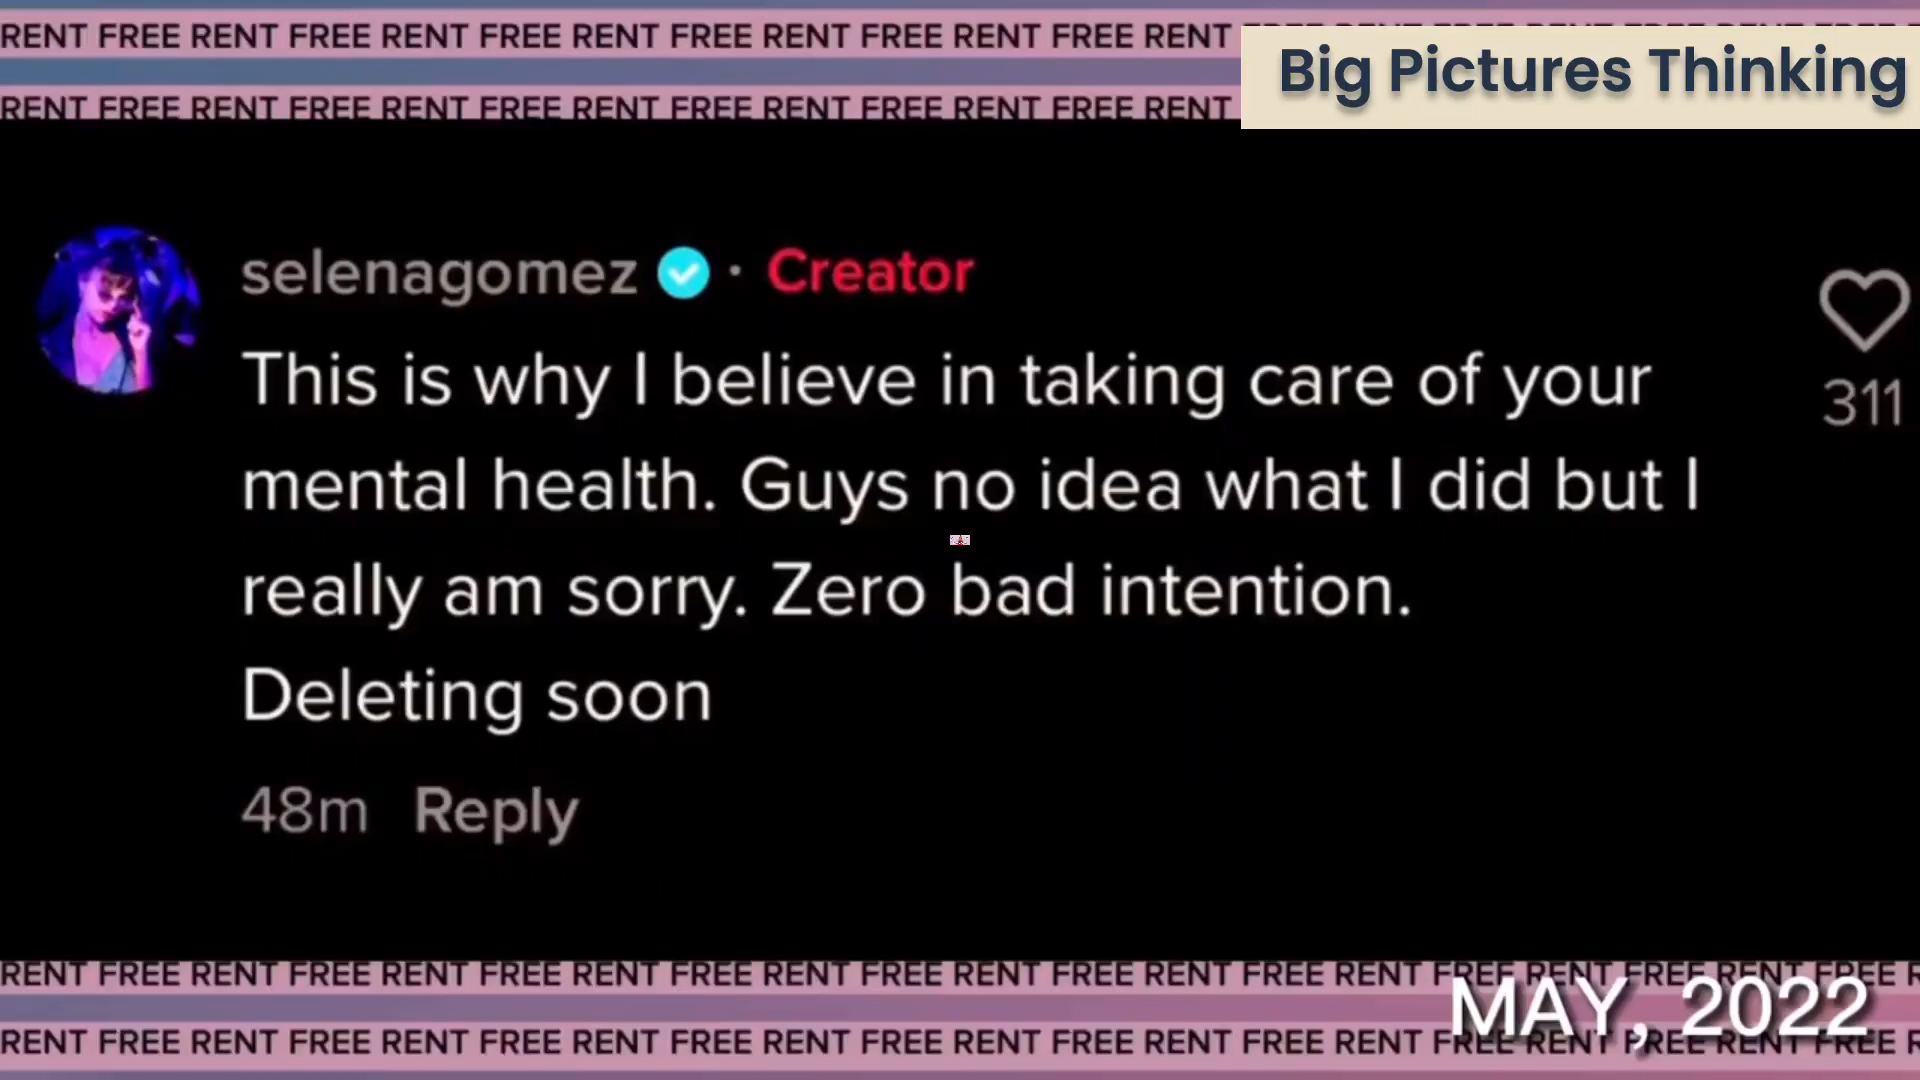 RENT FREE RENT FREE RENT FREE RENT FREE RENT FREE RENT FREE RENT
Big Pictures Thinking
RENT FREE RENT FREE RENT FREE RENT FREE RENT FREE RENT FREE RENT
selenagomez · Creator
This is why I believe in taking care of your
311
mental health. Guys no idea what I did but I
really am sorry. Zero bad intention.
Deleting soon
48m Reply
RENT FREE RENT FREE RENT FREE RENT FREE RENT FREE RENT FREE RENT FREE RENT FREE RENT FREE R
MAY, 2022
RENT FREE RENT FREE RENT FREE RENT FREE RENT FREE RENT FREE RENT FREE RENT FREE RENT FREE R